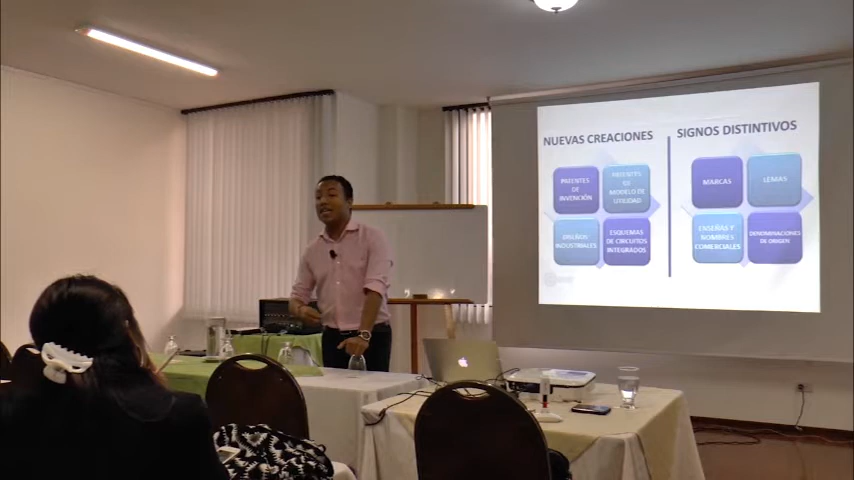 NUEVAS CREACIONES
PATENTES
DE
INVENCIÓN
PATENTES
DE
MODELO DE
UTILIDAD
DISEÑOS
INDUSTRIALES
ESQUEMAS
DE CIRCUITOS
INTEGRADOS
SIGNOS DISTINTIVOS
MARCAS
LEMAS
ENSEÑAS Y
NOMBRES
COMERCIALES
DENOMINACIONES
DE ORIGEN